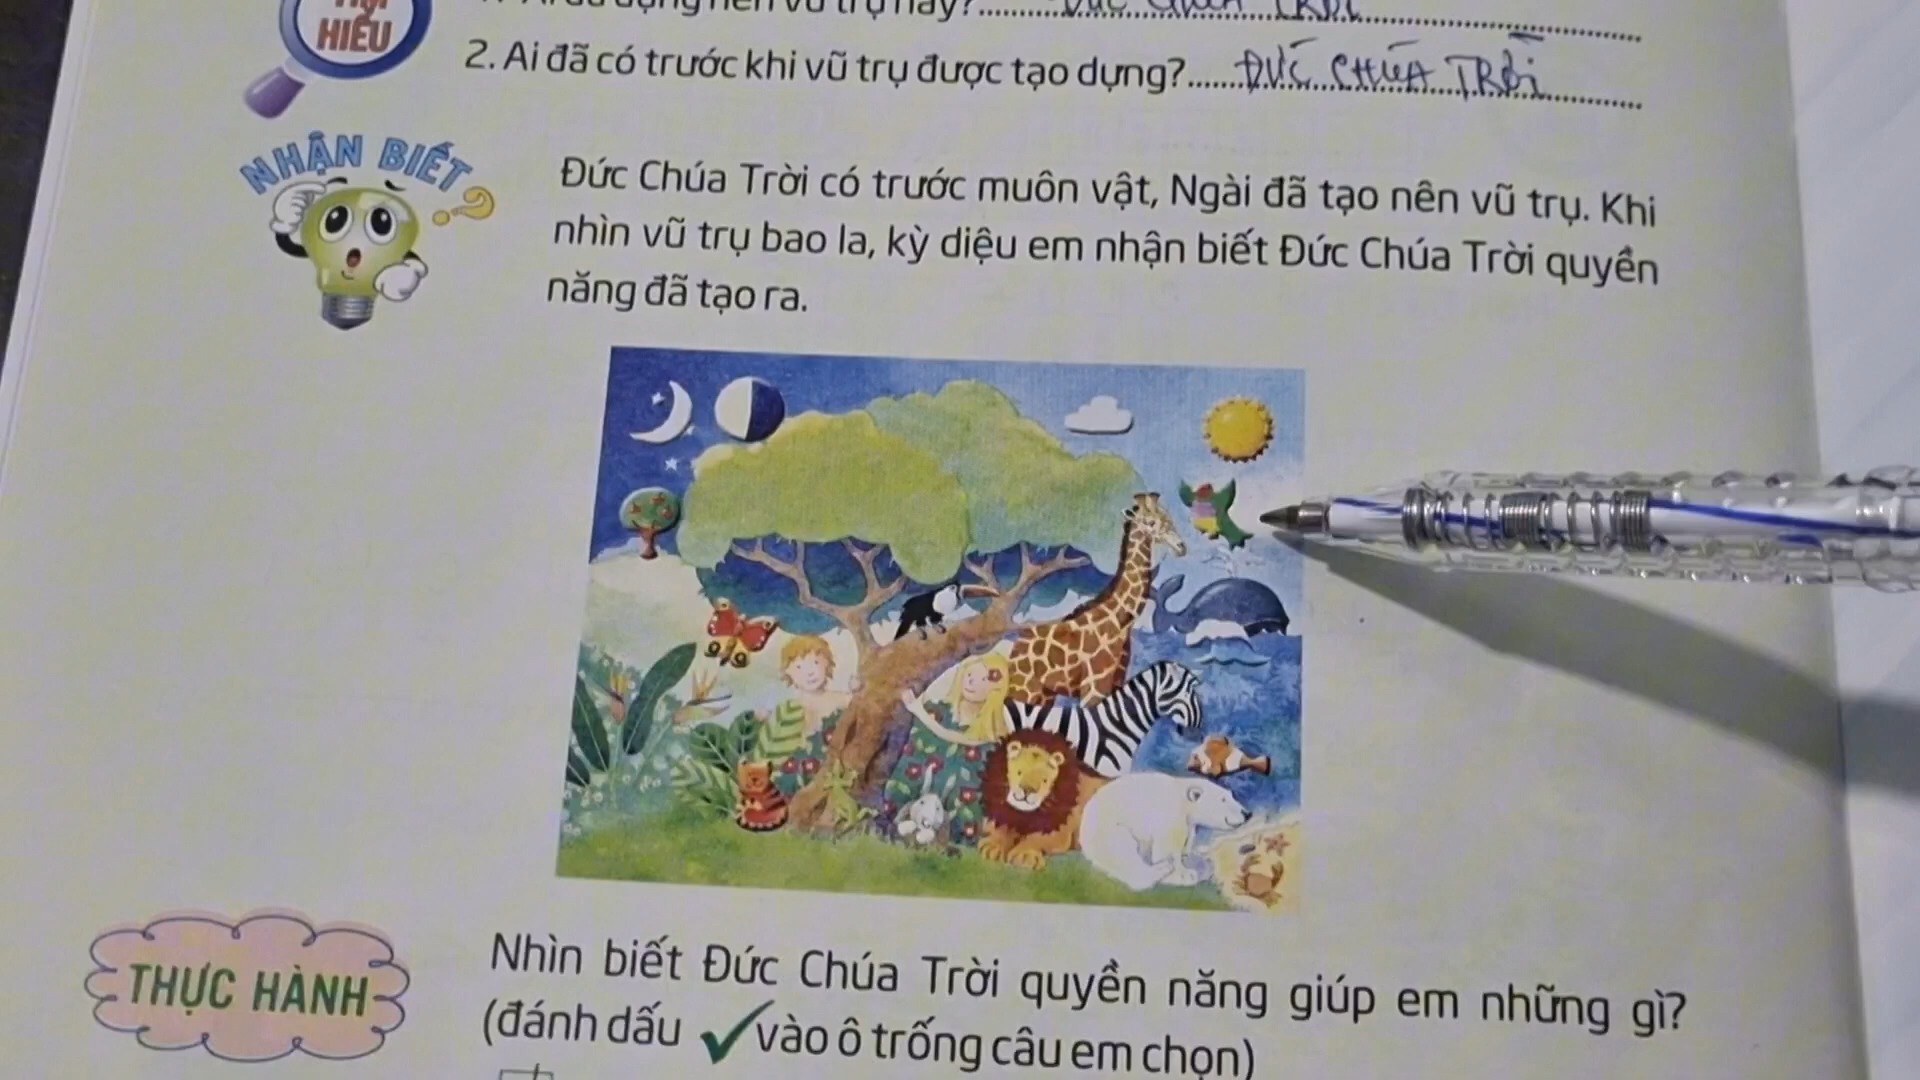 HIỂU
2. Ai đã có trước khi vũ trụ được tạo dựng?......ĐỨC CHÚA TRỜI
NHẬN BIẾT?
Đức Chúa Trời có trước muôn vật, Ngài đã tạo nên vũ trụ. Khi
nhìn vũ trụ bao la, kỳ diệu em nhận biết Đức Chúa Trời quyền
năng đã tạo ra.
THỰC HÀNH
Nhìn biết Đức Chúa Trời quyền năng giúp em những gì?
(đánh dấu ✓ vào ô trống câu em chọn)